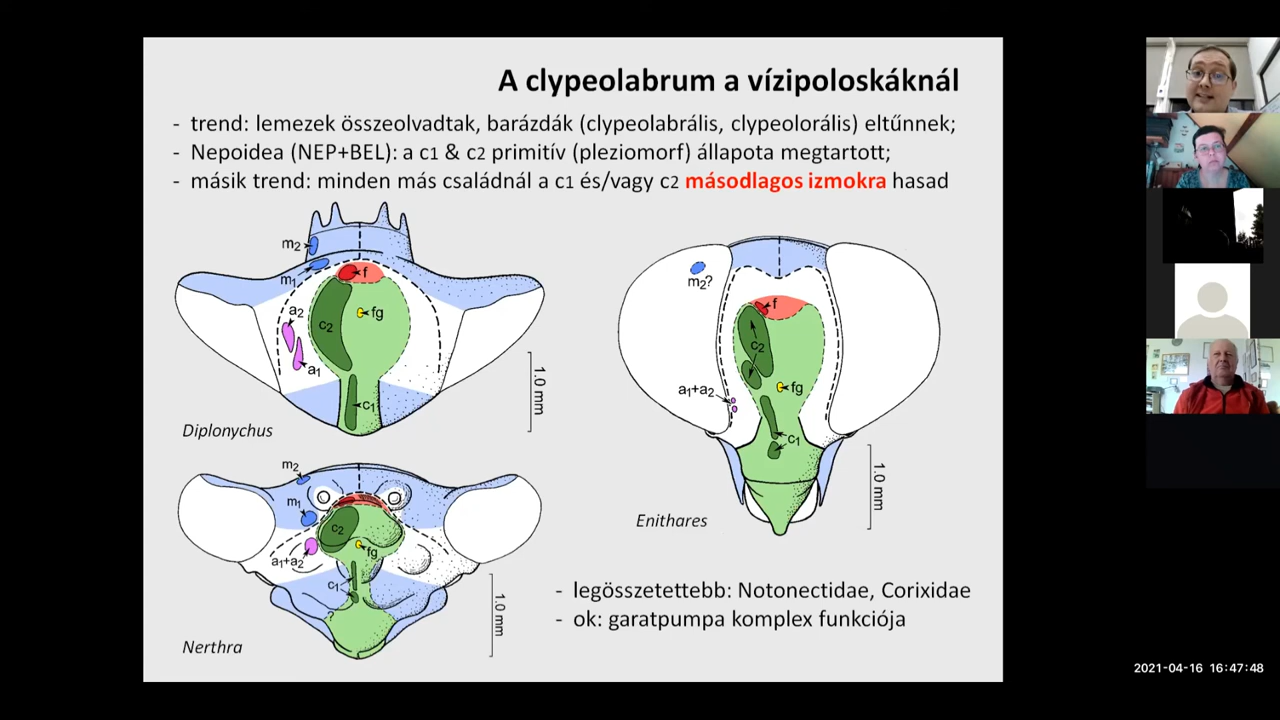 A clypeolabrum a vízipoloskáknál
- trend: lemezek összeolvadtak, barázdák (clypeolabrális, clypeolorális) eltűnnek;
- Nepoidea (NEP+BEL): a c1 & c2 primitív (pleziomorf) állapota megtartott;
- másik trend: minden más családnál a c1 és/vagy c2 másodlagos izmokra hasad
m2
m1
f
a2
c2
fg
a1
c1
1.0 mm
Diplonychus
m2?
f
c2
a1+a2
fg
c1
1.0 mm
Enithares
m2
m1
c2
a1+a2
fg
c1
?
1.0 mm
Nerthra
- legösszetettebb: Notonectidae, Corixidae
- ok: garatpumpa komplex funkciója
2021-04-16 16:47:48